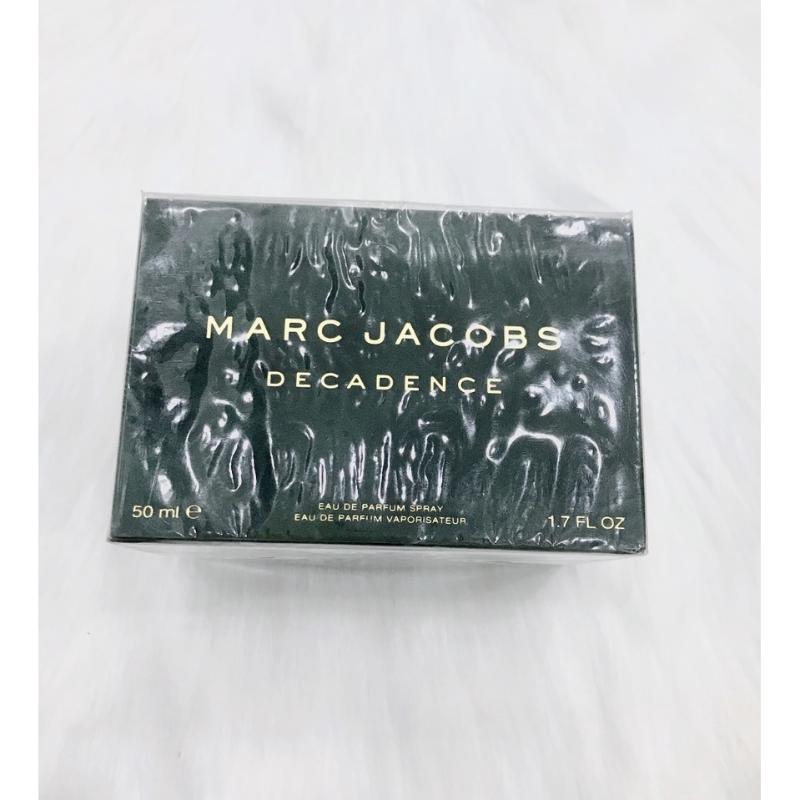 MARC JACOBS
DECADENCE
EAU DE PARFUM SPRAY
EAU DE PARFUM VAPORISATEUR
50 ml ℮
1.7 FL OZ